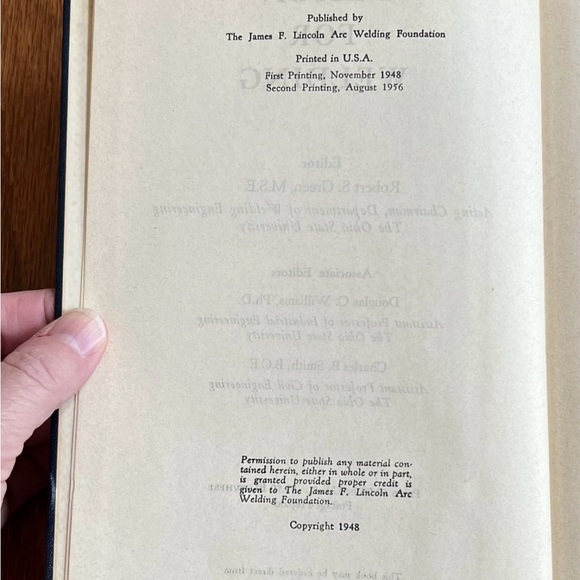 Published by
The James F. Lincoln Arc Welding Foundation
Printed in U.S.A.
First Printing, November 1948
Second Printing, August 1956
Permission to publish any material con-
tained herein, either in whole or in part,
is granted provided proper credit is
given to The James F. Lincoln Arc
Welding Foundation.
Copyright 1948